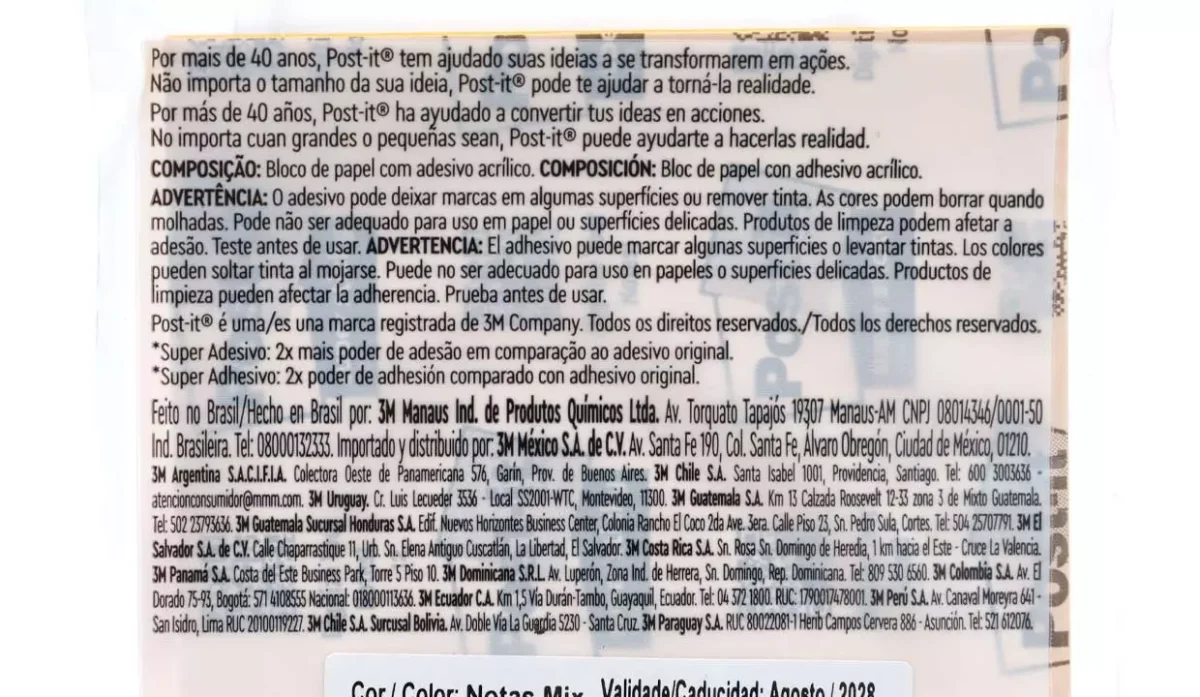 Por mais de 40 anos, Post-it® tem ajudado suas ideias a se transformarem em ações.
Não importa o tamanho da sua ideia, Post-it® pode te ajudar a torná-la realidade.
Por más de 40 años, Post-it® ha ayudado a convertir tus ideas en acciones.
No importa cuan grandes o pequeñas sean, Post-it® puede ayudarte a hacerlas realidad.
COMPOSIÇÃO: Bloco de papel com adesivo acrílico. COMPOSICIÓN: Bloc de papel con adhesivo acrílico.
ADVERTÊNCIA: O adesivo pode deixar marcas em algumas superfícies ou remover tinta. As cores podem borrar quando
molhadas. Pode não ser adequado para uso em papel ou superfícies delicadas. Produtos de limpeza podem afetar a
adesão. Teste antes de usar. ADVERTENCIA: El adhesivo puede marcar algunas superficies o levantar tintas. Los colores
pueden soltar tinta al mojarse. Puede no ser adecuado para uso en papeles o superficies delicadas. Productos de
limpieza pueden afectar la adherencia. Prueba antes de usar.
Post-it® é uma/es una marca registrada de 3M Company. Todos os direitos reservados./Todos los derechos reservados.
*Super Adesivo: 2x mais poder de adesão em comparação ao adesivo original.
*Super Adhesivo: 2x poder de adhesión comparado con adhesivo original.
Feito no Brasil/Hecho en Brasil por: 3M Manaus Ind. de Produtos Químicos Ltda. Av. Torquato Tapajós 19307 Manaus-AM CNPJ 08014346/0001-50
Ind. Brasileira. Tel: 08000132333. Importado y distribuido por: 3M México S.A. de C.V. Av. Santa Fe 190, Col. Santa Fe, Álvaro Obregón, Ciudad de México, 01210.
3M Argentina S.A.C.I.F.I.A. Colectora Oeste de Panamericana 576, Garín, Prov. de Buenos Aires. 3M Chile S.A. Santa Isabel 1001, Providencia, Santiago. Tel: 600 3003636 -
atencionconsumidor@mmm.com. 3M Uruguay. Cr. Luis Lecueder 3536 - Local SS2001-WTC, Montevideo, 11300. 3M Guatemala S.A. Km 13 Calzada Roosevelt 12-33 zona 3 de Mixto Guatemala.
Tel: 502 23793636. 3M Guatemala Sucursal Honduras S.A. Edif. Nuevos Horizontes Business Center, Colonia Rancho El Coco 2da Ave. 3era. Calle Piso 23, Sn. Pedro Sula, Cortes. Tel: 504 25707791. 3M El
Salvador S.A. de C.V. Calle Chaparrastique 11, Urb. Sn. Elena Antiguo Cuscatlán, La Libertad, El Salvador. 3M Costa Rica S.A. Sn. Rosa Sn. Domingo de Heredia, 1 km hacia el Este - Cruce La Valencia.
3M Panamá S.A. Costa del Este Business Park, Torre 5 Piso 10. 3M Dominicana S.R.L. Av. Luperón, Zona Ind. de Herrera, Sn. Domingo, Rep. Dominicana. Tel: 809 530 6560. 3M Colombia S.A. Av. El
Dorado 75-93, Bogotá: 571 4108555 Nacional: 018000113636. 3M Ecuador C.A. Km 1,5 Vía Durán-Tambo, Guayaquil, Ecuador. Tel: 04 372 1800. RUC: 1790017478001. 3M Perú S.A. Av. Canaval Moreyra 641 -
San Isidro, Lima RUC 20100119227. 3M Chile S.A. Surcusal Bolivia. Av. Doble Vía La Guardia 5230 - Santa Cruz. 3M Paraguay S.A. RUC 80022081-1 Herib Campos Cervera 886 - Asunción. Tel: 521 612076.
Cor / Color: Notas Mix Validade/Caducidad: Agosto / 2028